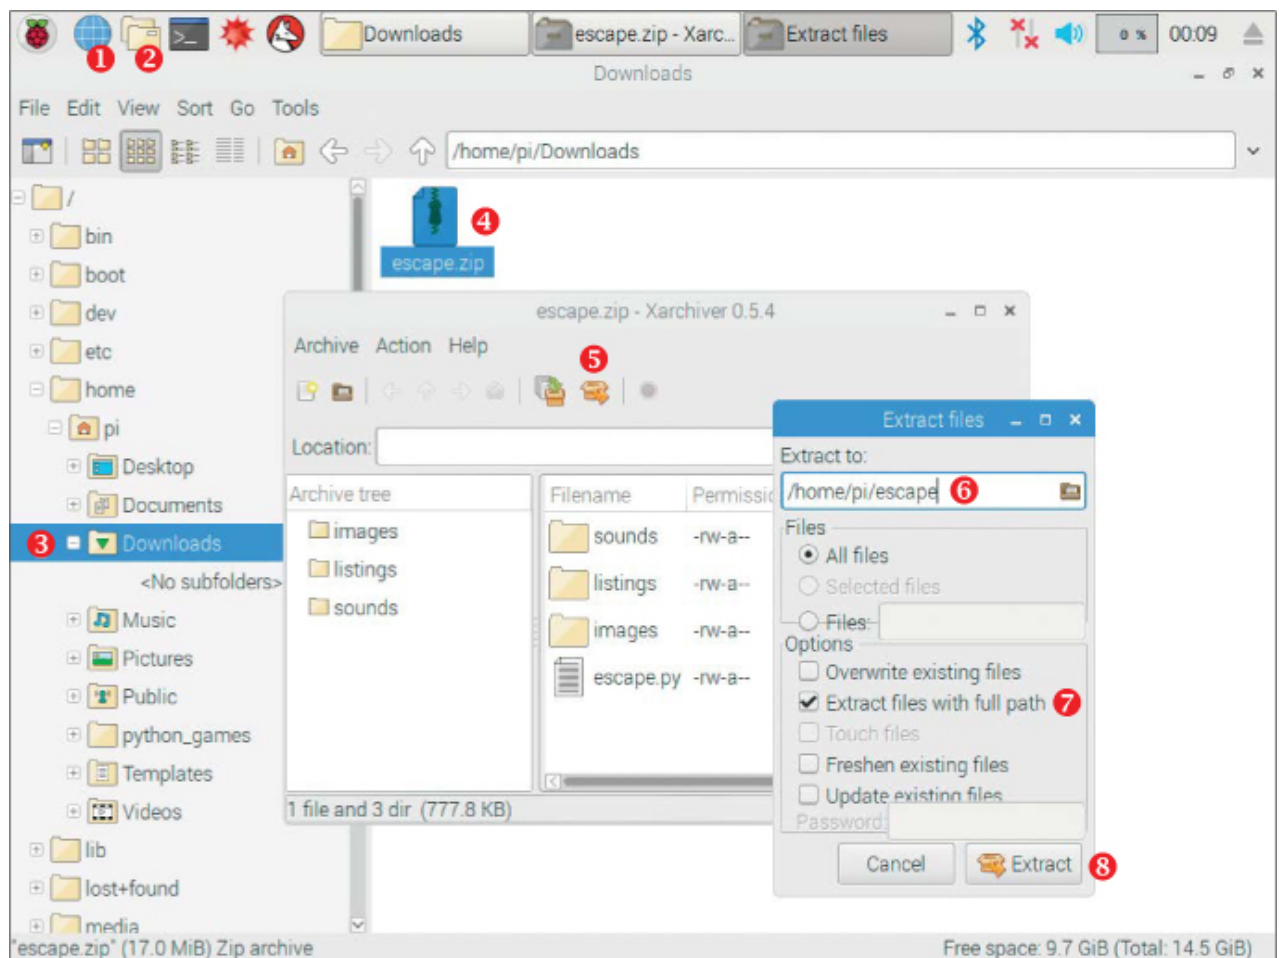 Downloads
escape.zip - Xarc...
Extract files
0 %
00:09
1
2
Downloads
File Edit View Sort Go Tools
/home/pi/Downloads
/
bin
boot
dev
etc
home
pi
Desktop
Documents
3 Downloads
<No subfolders>
Music
Pictures
Public
python_games
Templates
Videos
lib
lost+found
media
4
escape.zip
escape.zip - Xarchiver 0.5.4
Archive Action Help
5
Location:
Archive tree
images
listings
sounds
Filename Permissio
sounds -rw-a--
listings -rw-a--
images -rw-a--
escape.py -rw-a--
1 file and 3 dir (777.8 KB)
Extract files
Extract to:
/home/pi/escape 6
Files
All files
Selected files
Files:
Options
Overwrite existing files
Extract files with full path 7
Touch files
Freshen existing files
Update existing files
Password:
Cancel
Extract 8
"escape.zip" (17.0 MiB) Zip archive
Free space: 9.7 GiB (Total: 14.5 GiB)